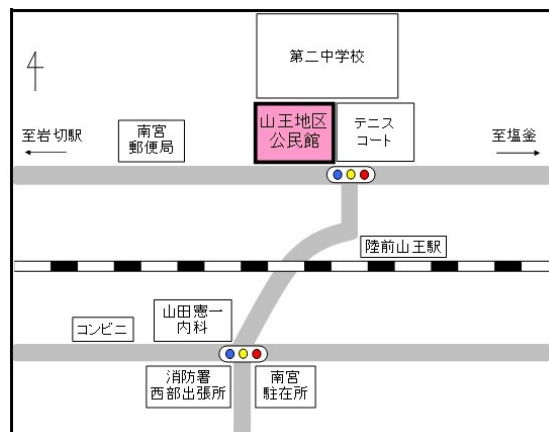 第二中学校
山王地区
公民館
テニス
コート
至岩切駅
南宮
郵便局
至塩釜
陸前山王駅
山田憲一
内科
コンビニ
消防署
西部出張所
南宮
駐在所